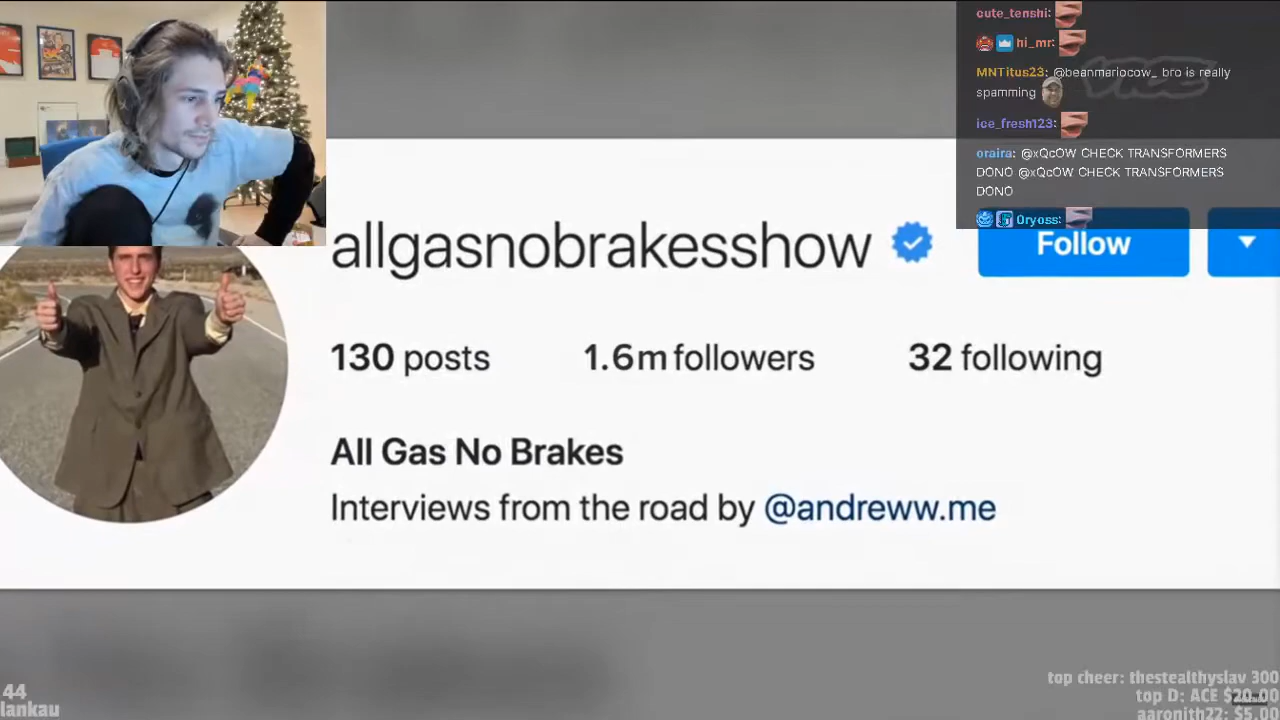 cute_tenshi:
hi_mr:
MNTitus23: @beanmariocow_ bro is really
spamming
VICE
ice_fresh123:
oraira: @xQcOW CHECK TRANSFORMERS
DONO @xQcOW CHECK TRANSFORMERS
DONO
Oryoss:
allgasnobrakesshow
Follow
130 posts
1.6m followers
32 following
All Gas No Brakes
Interviews from the road by @andreww.me
44
lankau
top cheer: thestealthyslav 300
top D: ACE $20.00
aaronith22: $5.00